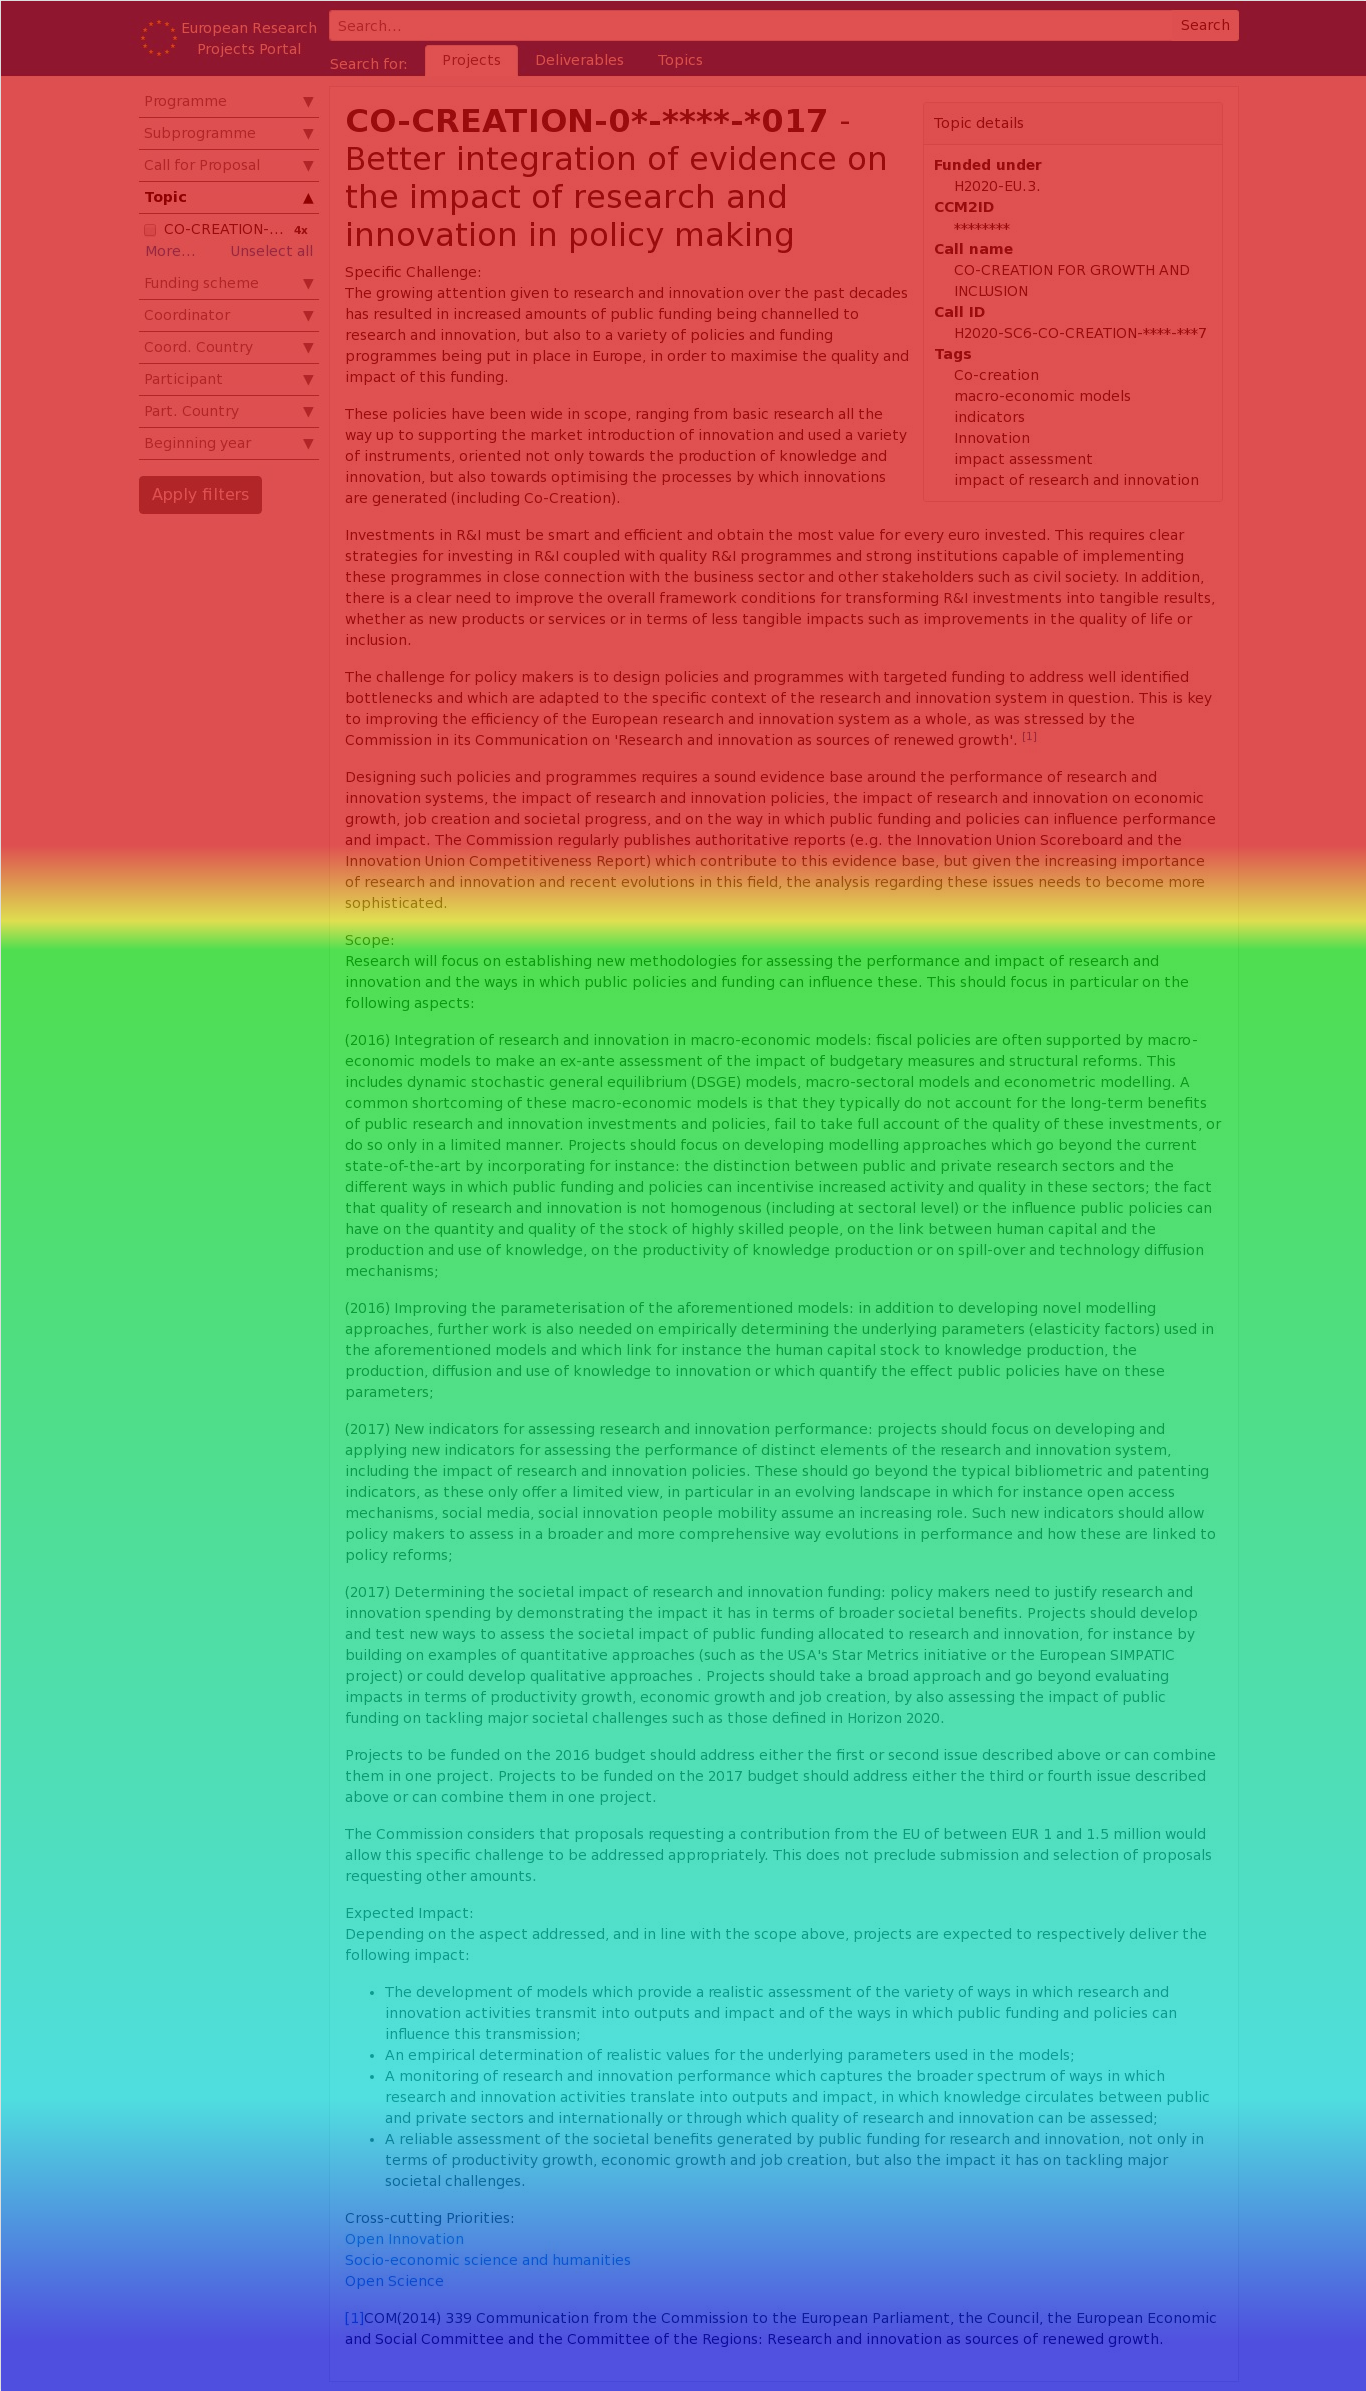 European Research
Projects Portal
Search...
Search
Search for:
Projects
Deliverables
Topics
Programme ▼
Subprogramme ▼
Call for Proposal ▼
Topic ▲
CO-CREATION-... 4x
More... Unselect all
Funding scheme ▼
Coordinator ▼
Coord. Country ▼
Participant ▼
Part. Country ▼
Beginning year ▼
Apply filters
CO-CREATION-0*-****-*017 -
Better integration of evidence on
the impact of research and
innovation in policy making
Topic details
Funded under
H2020-EU.3.
CCM2ID
********
Call name
CO-CREATION FOR GROWTH AND
INCLUSION
Call ID
H2020-SC6-CO-CREATION-****-***7
Tags
Co-creation
macro-economic models
indicators
Innovation
impact assessment
impact of research and innovation
Specific Challenge:
The growing attention given to research and innovation over the past decades
has resulted in increased amounts of public funding being channelled to
research and innovation, but also to a variety of policies and funding
programmes being put in place in Europe, in order to maximise the quality and
impact of this funding.
These policies have been wide in scope, ranging from basic research all the
way up to supporting the market introduction of innovation and used a variety
of instruments, oriented not only towards the production of knowledge and
innovation, but also towards optimising the processes by which innovations
are generated (including Co-Creation).
Investments in R&I must be smart and efficient and obtain the most value for every euro invested. This requires clear
strategies for investing in R&I coupled with quality R&I programmes and strong institutions capable of implementing
these programmes in close connection with the business sector and other stakeholders such as civil society. In addition,
there is a clear need to improve the overall framework conditions for transforming R&I investments into tangible results,
whether as new products or services or in terms of less tangible impacts such as improvements in the quality of life or
inclusion.
The challenge for policy makers is to design policies and programmes with targeted funding to address well identified
bottlenecks and which are adapted to the specific context of the research and innovation system in question. This is key
to improving the efficiency of the European research and innovation system as a whole, as was stressed by the
Commission in its Communication on 'Research and innovation as sources of renewed growth'. [1]
Designing such policies and programmes requires a sound evidence base around the performance of research and
innovation systems, the impact of research and innovation policies, the impact of research and innovation on economic
growth, job creation and societal progress, and on the way in which public funding and policies can influence performance
and impact. The Commission regularly publishes authoritative reports (e.g. the Innovation Union Scoreboard and the
Innovation Union Competitiveness Report) which contribute to this evidence base, but given the increasing importance
of research and innovation and recent evolutions in this field, the analysis regarding these issues needs to become more
sophisticated.
Scope:
Research will focus on establishing new methodologies for assessing the performance and impact of research and
innovation and the ways in which public policies and funding can influence these. This should focus in particular on the
following aspects:
(2016) Integration of research and innovation in macro-economic models: fiscal policies are often supported by macro-
economic models to make an ex-ante assessment of the impact of budgetary measures and structural reforms. This
includes dynamic stochastic general equilibrium (DSGE) models, macro-sectoral models and econometric modelling. A
common shortcoming of these macro-economic models is that they typically do not account for the long-term benefits
of public research and innovation investments and policies, fail to take full account of the quality of these investments, or
do so only in a limited manner. Projects should focus on developing modelling approaches which go beyond the current
state-of-the-art by incorporating for instance: the distinction between public and private research sectors and the
different ways in which public funding and policies can incentivise increased activity and quality in these sectors; the fact
that quality of research and innovation is not homogenous (including at sectoral level) or the influence public policies can
have on the quantity and quality of the stock of highly skilled people, on the link between human capital and the
production and use of knowledge, on the productivity of knowledge production or on spill-over and technology diffusion
mechanisms;
(2016) Improving the parameterisation of the aforementioned models: in addition to developing novel modelling
approaches, further work is also needed on empirically determining the underlying parameters (elasticity factors) used in
the aforementioned models and which link for instance the human capital stock to knowledge production, the
production, diffusion and use of knowledge to innovation or which quantify the effect public policies have on these
parameters;
(2017) New indicators for assessing research and innovation performance: projects should focus on developing and
applying new indicators for assessing the performance of distinct elements of the research and innovation system,
including the impact of research and innovation policies. These should go beyond the typical bibliometric and patenting
indicators, as these only offer a limited view, in particular in an evolving landscape in which for instance open access
mechanisms, social media, social innovation people mobility assume an increasing role. Such new indicators should allow
policy makers to assess in a broader and more comprehensive way evolutions in performance and how these are linked to
policy reforms;
(2017) Determining the societal impact of research and innovation funding: policy makers need to justify research and
innovation spending by demonstrating the impact it has in terms of broader societal benefits. Projects should develop
and test new ways to assess the societal impact of public funding allocated to research and innovation, for instance by
building on examples of quantitative approaches (such as the USA's Star Metrics initiative or the European SIMPATIC
project) or could develop qualitative approaches . Projects should take a broad approach and go beyond evaluating
impacts in terms of productivity growth, economic growth and job creation, by also assessing the impact of public
funding on tackling major societal challenges such as those defined in Horizon 2020.
Projects to be funded on the 2016 budget should address either the first or second issue described above or can combine
them in one project. Projects to be funded on the 2017 budget should address either the third or fourth issue described
above or can combine them in one project.
The Commission considers that proposals requesting a contribution from the EU of between EUR 1 and 1.5 million would
allow this specific challenge to be addressed appropriately. This does not preclude submission and selection of proposals
requesting other amounts.
Expected Impact:
Depending on the aspect addressed, and in line with the scope above, projects are expected to respectively deliver the
following impact:
• The development of models which provide a realistic assessment of the variety of ways in which research and
innovation activities transmit into outputs and impact and of the ways in which public funding and policies can
influence this transmission;
• An empirical determination of realistic values for the underlying parameters used in the models;
• A monitoring of research and innovation performance which captures the broader spectrum of ways in which
research and innovation activities translate into outputs and impact, in which knowledge circulates between public
and private sectors and internationally or through which quality of research and innovation can be assessed;
• A reliable assessment of the societal benefits generated by public funding for research and innovation, not only in
terms of productivity growth, economic growth and job creation, but also the impact it has on tackling major
societal challenges.
Cross-cutting Priorities:
Open Innovation
Socio-economic science and humanities
Open Science
[1]COM(2014) 339 Communication from the Commission to the European Parliament, the Council, the European Economic
and Social Committee and the Committee of the Regions: Research and innovation as sources of renewed growth.